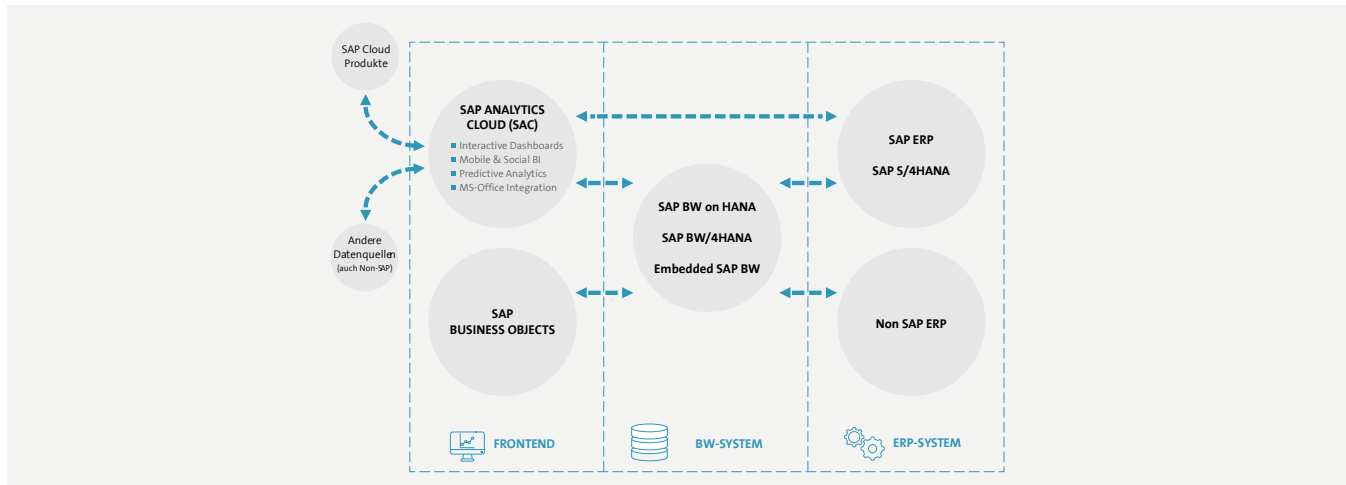 SAP Cloud
Produkte
SAP ANALYTICS
CLOUD (SAC)
Interactive Dashboards
Mobile & Social BI
Predictive Analytics
MS-Office Integration
Andere
Datenquellen
(auch Non-SAP)
SAP
BUSINESS OBJECTS
SAP BW on HANA
SAP BW/4HANA
Embedded SAP BW
SAP ERP
SAP S/4HANA
Non SAP ERP
FRONTEND
BW-SYSTEM
ERP-SYSTEM